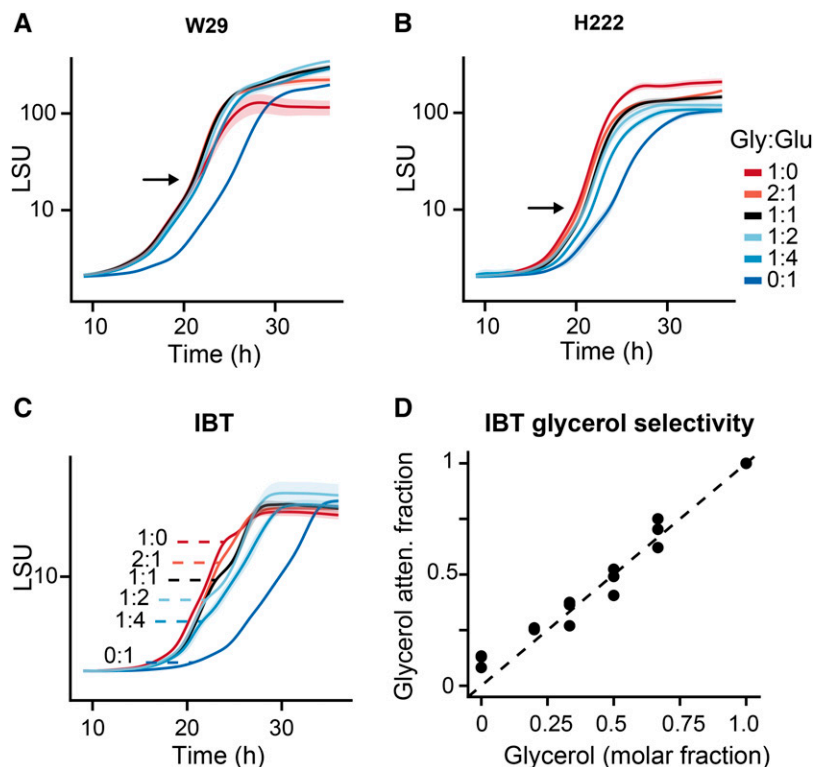 A
W29
LSU
100
10
10
20
30
Time (h)
B
H222
LSU
100
10
10
20
30
Time (h)
Gly:Glu
1:0
2:1
1:1
1:2
1:4
0:1
C
IBT
LSU
10
1:0
2:1
1:1
1:2
1:4
0:1
10
20
30
Time (h)
D
IBT glycerol selectivity
Glycerol atten. fraction
1
0.5
0
0
0.25
0.5
0.75
1.0
Glycerol (molar fraction)